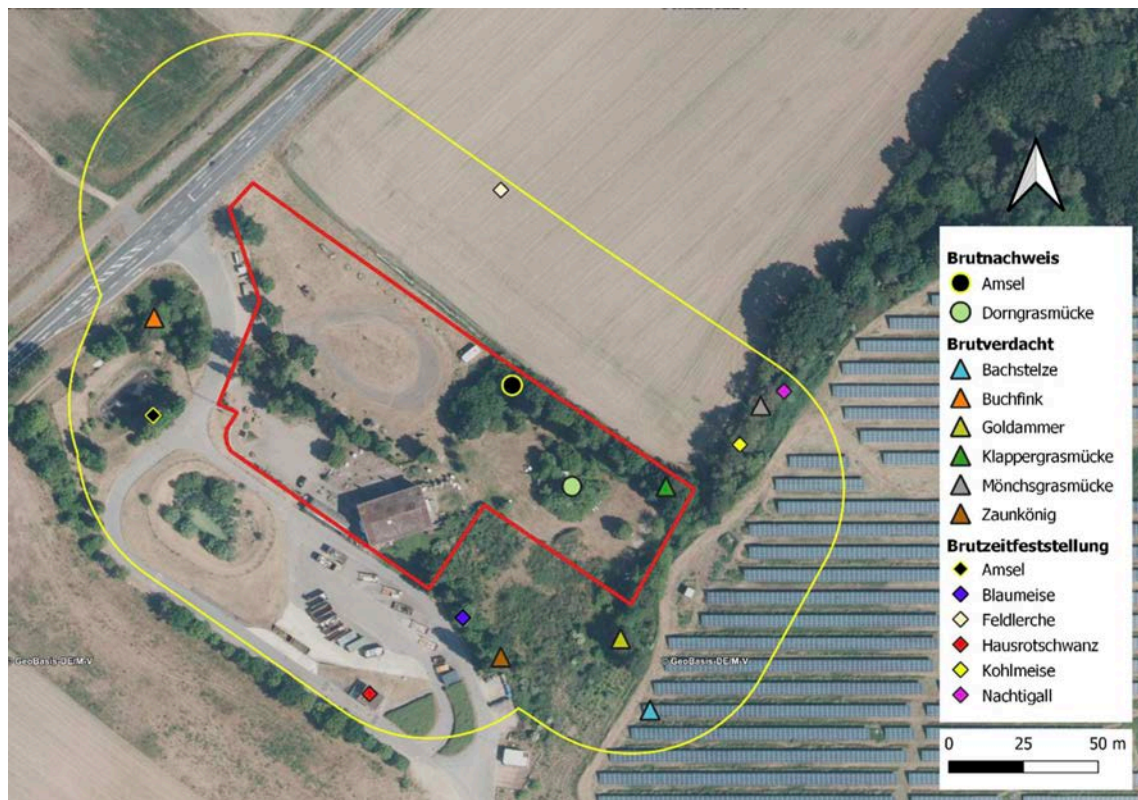 © GeoBasis-DE/M-V
© GeoBasis-DE/M-V
Brutnachweis
Amsel
Dorngrasmücke
Brutverdacht
Bachstelze
Buchfink
Goldammer
Klappergrasmücke
Mönchsgrasmücke
Zaunkönig
Brutzeitfeststellung
Amsel
Blaumeise
Feldlerche
Hausrotschwanz
Kohlmeise
Nachtigall
0 25 50 m